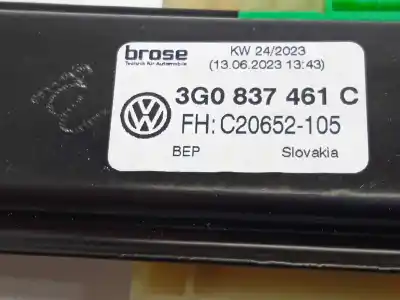 brose
Technik für Automobile
KW 24/2023
(13.06.2023 13:43)
3G0 837 461 C
FH: C20652-105
BEP Slovakia